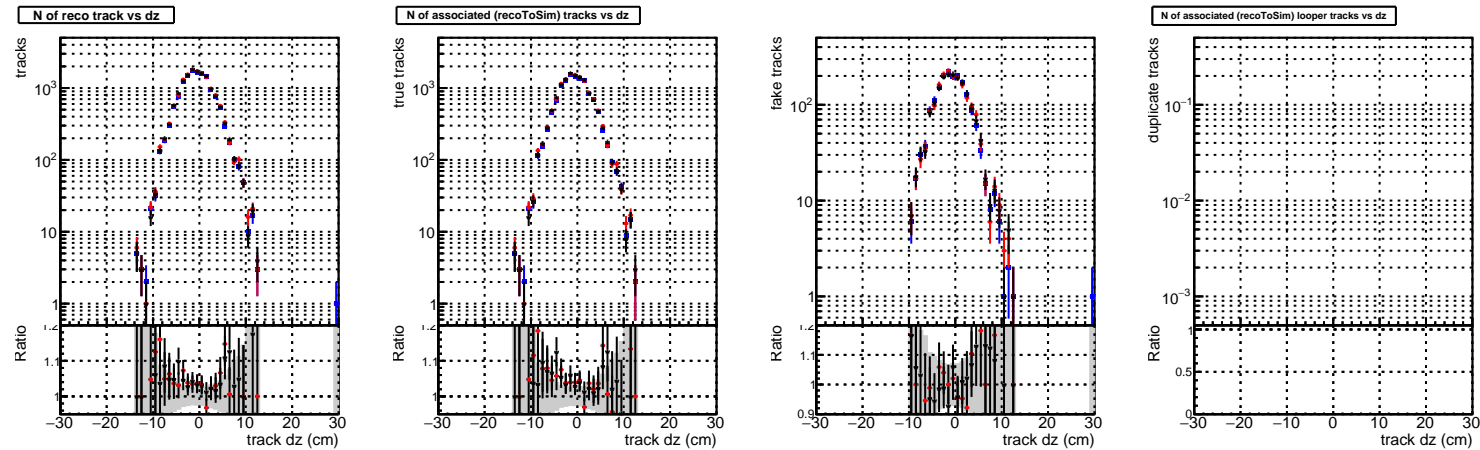 N of reco track vs dz
tracks
10³
10²
10
1
Ratio
1.2
1.1
1
−30 −20 −10 0 10 20 30
track dz (cm)
N of associated (recoToSim) tracks vs dz
true tracks
10³
10²
10
1
Ratio
1.2
1.1
1
−30 −20 −10 0 10 20 30
track dz (cm)
fake tracks
10²
10
1
Ratio
1.2
1.1
1
0.9
−30 −20 −10 0 10 20 30
track dz (cm)
N of associated (recoToSim) looper tracks vs dz
duplicate tracks
10⁻¹
10⁻²
10⁻³
Ratio
1
0.5
0
−30 −20 −10 0 10 20 30
track dz (cm)